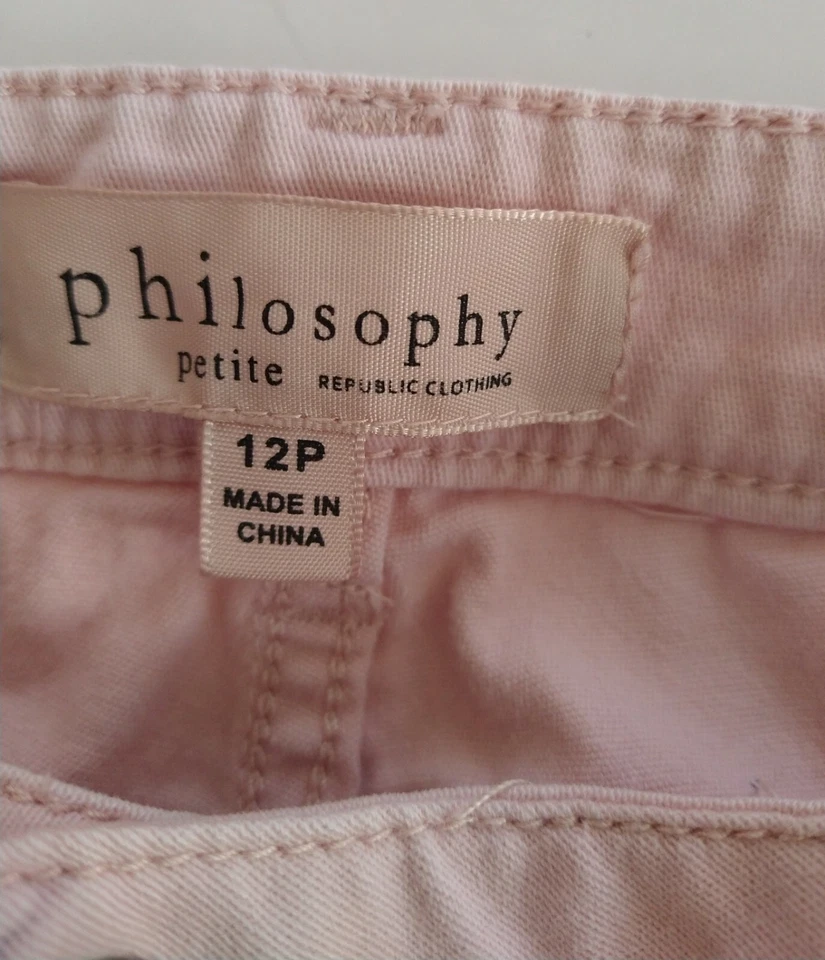 philosophy
petite REPUBLIC CLOTHING
12P
MADE IN
CHINA